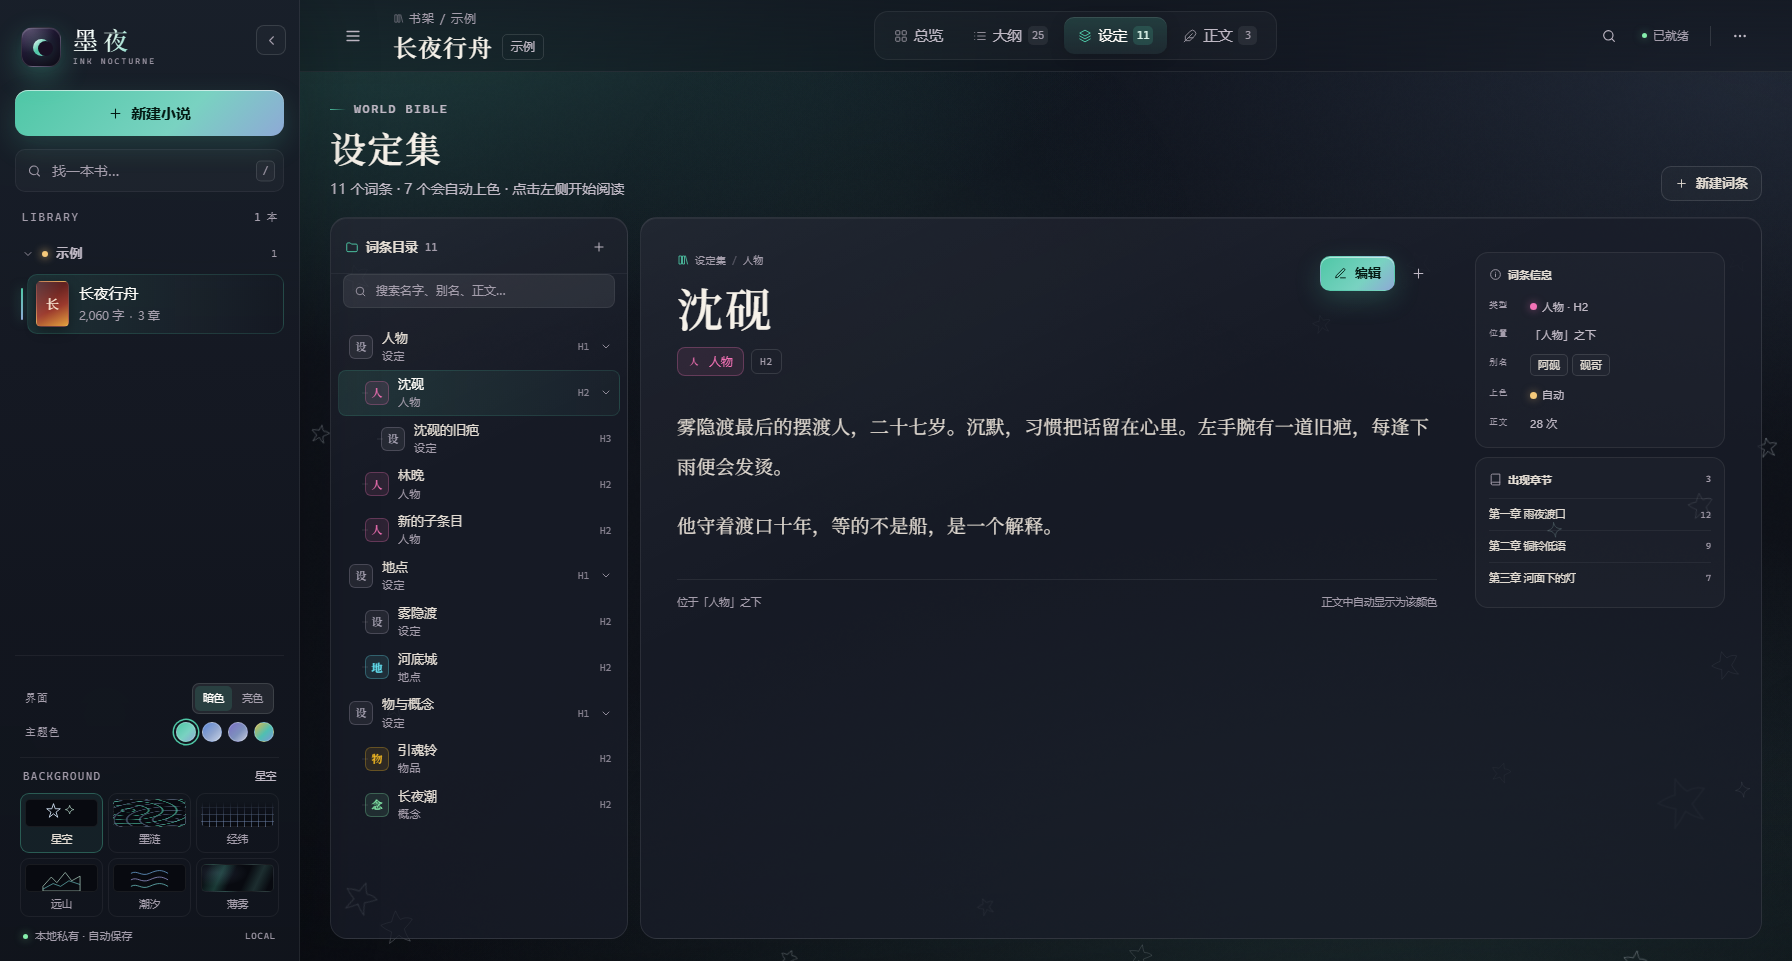 墨夜
INK NOCTURNE
+ 新建小说
找一本书... /
LIBRARY 1 本
示例 1
长
长夜行舟
2,060 字 · 3 章
界面 暗色 亮色
主题色
BACKGROUND 星空
星空 墨涟 经纬
远山 潮汐 薄雾
本地私有 · 自动保存 LOCAL
书架 / 示例
长夜行舟 示例
总览 大纲 25 设定 11 正文 3
已就绪 ···
WORLD BIBLE
设定集
11 个词条 · 7 个会自动上色 · 点击左侧开始阅读
+ 新建词条
词条目录 11 +
搜索名字、别名、正文...
设 人物 H1
设定
人 沈砚 H2
人物
设 沈砚的旧疤 H3
设定
人 林晚 H2
人物
人 新的子条目 H2
人物
设 地点 H1
设定
设 雾隐渡 H2
设定
地 河底城 H2
地点
设 物与概念 H1
设定
物 引魂铃 H2
物品
念 长夜潮 H2
概念
设定集 / 人物
编辑 +
沈砚
人 人物 H2
雾隐渡最后的摆渡人，二十七岁。沉默，习惯把话留在心里。左手腕有一道旧疤，每逢下
雨便会发烫。
他守着渡口十年，等的不是船，是一个解释。
位于「人物」之下 正文中自动显示为该颜色
词条信息
类型 人物 · H2
位置 「人物」之下
别名 阿砚 砚哥
上色 自动
正文 28 次
出现章节 3
第一章 雨夜渡口 12
第二章 铜铃低语 9
第三章 河面下的灯 7